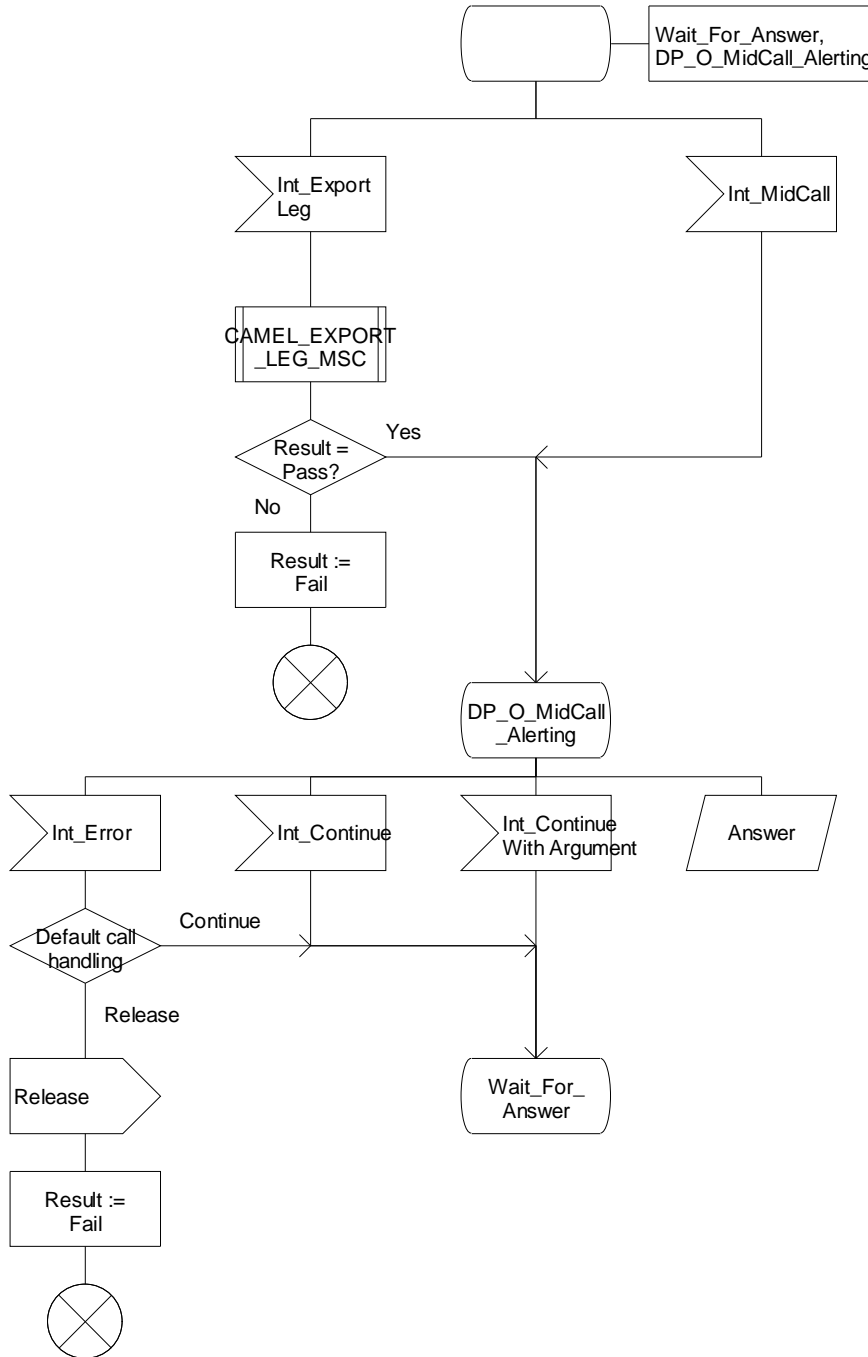 Wait_For_Answer,
DP_O_MidCall_Alerting
Int_Export
Leg
Int_MidCall
CAMEL_EXPORT
_LEG_MSC
Result =
Pass?
Yes
No
Result :=
Fail
DP_O_MidCall
_Alerting
Int_Error
Int_Continue
Int_Continue
With Argument
Answer
Default call
handling
Continue
Release
Release
Wait_For_
Answer
Result :=
Fail